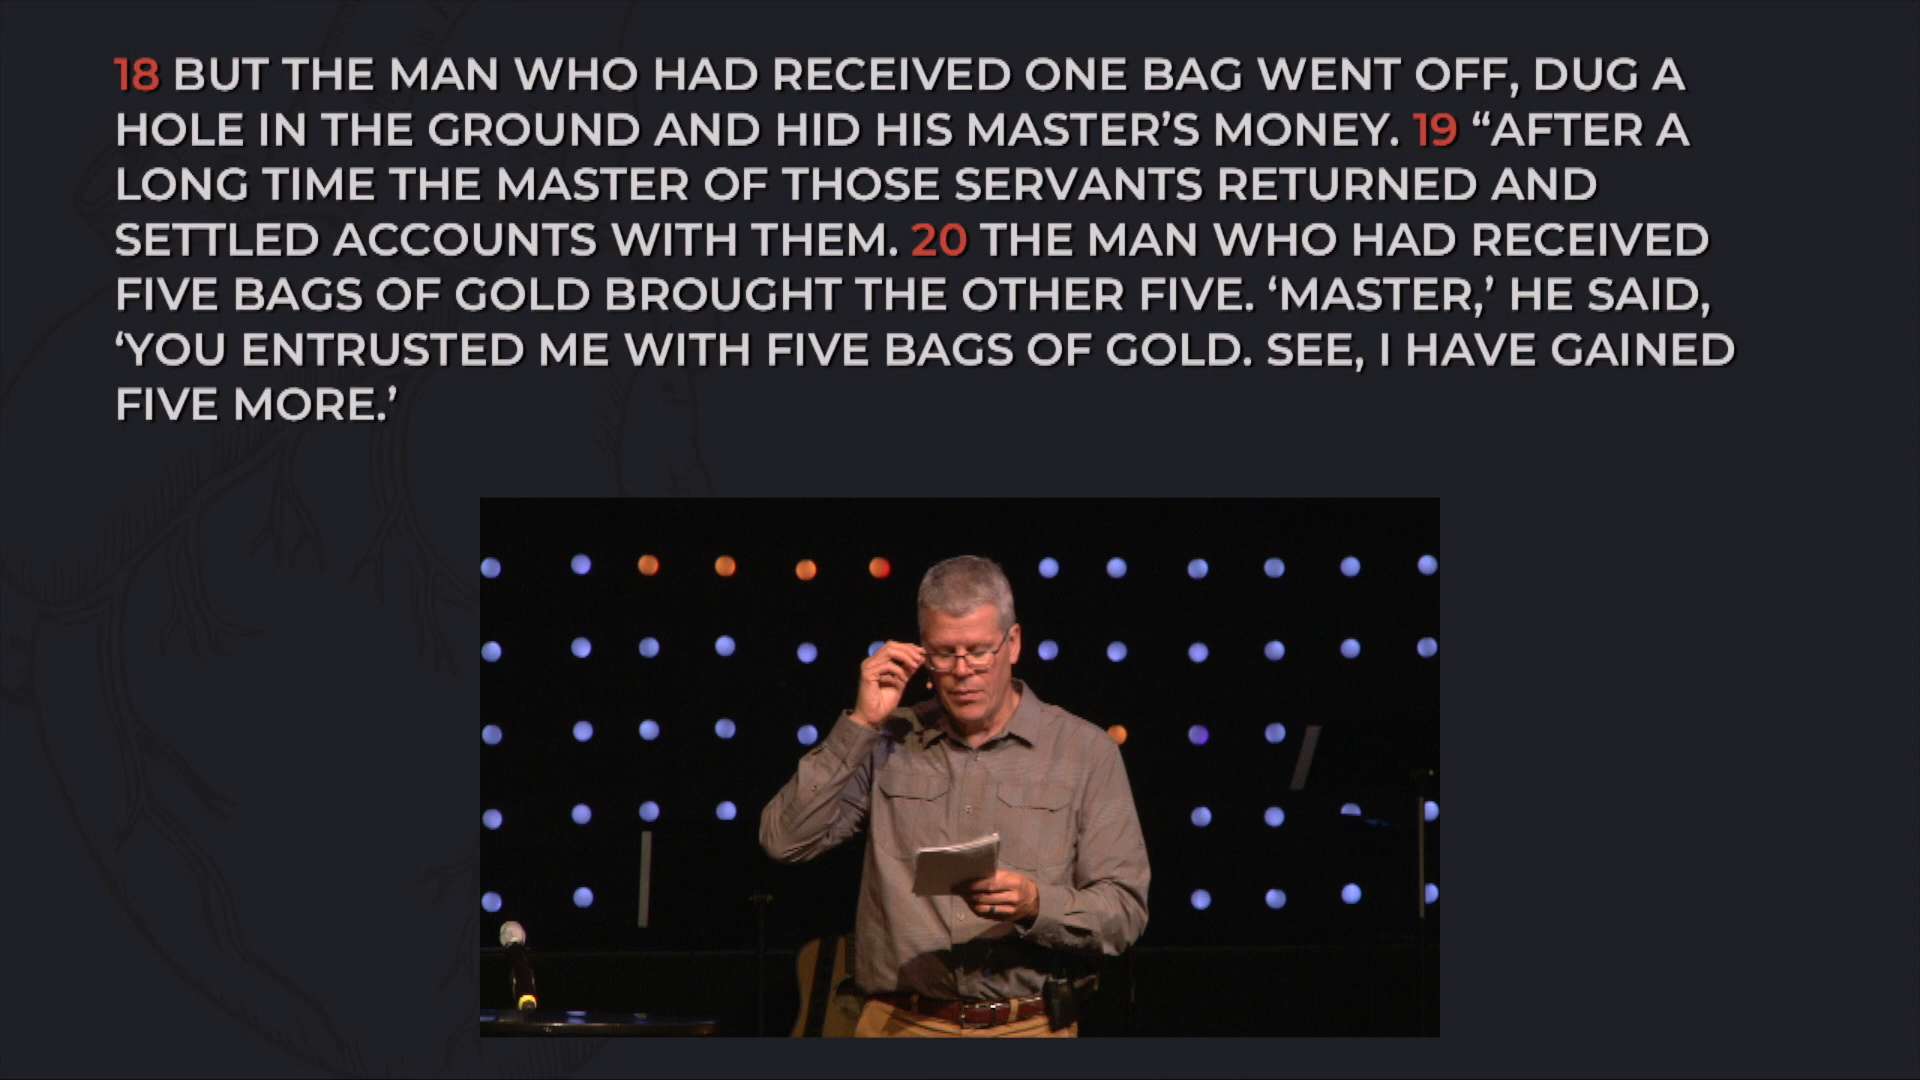 18 BUT THE MAN WHO HAD RECEIVED ONE BAG WENT OFF, DUG A
HOLE IN THE GROUND AND HID HIS MASTER’S MONEY. 19 “AFTER A
LONG TIME THE MASTER OF THOSE SERVANTS RETURNED AND
SETTLED ACCOUNTS WITH THEM. 20 THE MAN WHO HAD RECEIVED
FIVE BAGS OF GOLD BROUGHT THE OTHER FIVE. ‘MASTER,’ HE SAID,
‘YOU ENTRUSTED ME WITH FIVE BAGS OF GOLD. SEE, I HAVE GAINED
FIVE MORE.’